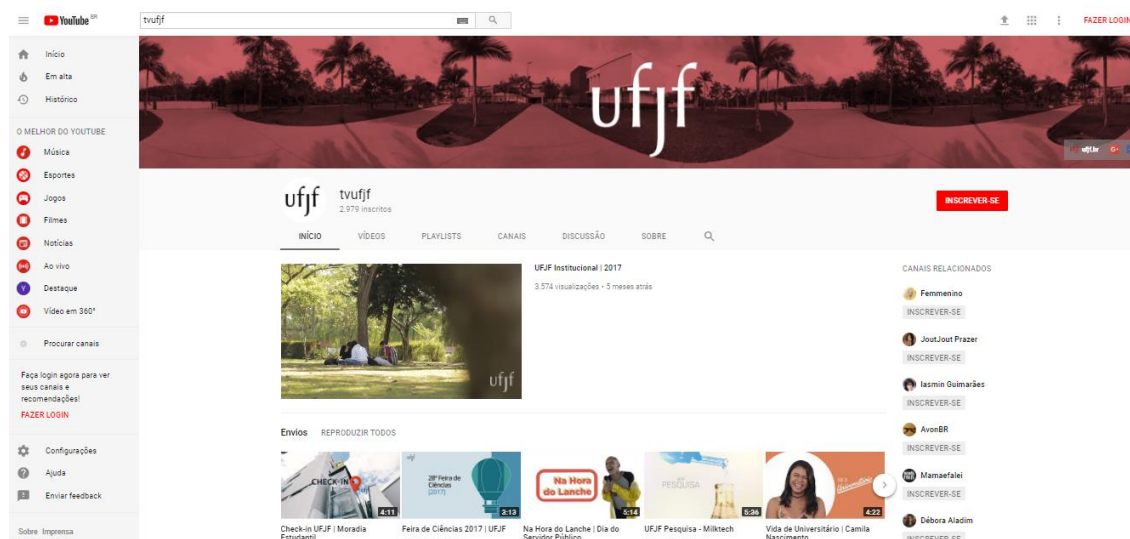 YouTube BR
tvufjf
FAZER LOGIN
Início
Em alta
Histórico
O MELHOR DO YOUTUBE
Música
Esportes
Jogos
Filmes
Notícias
Ao vivo
Destaque
Vídeo em 360°
Procurar canais
Faça login agora para ver
seus canais e
recomendações!
FAZER LOGIN
Configurações
Ajuda
Enviar feedback
Sobre Imprensa
ufjf
ufjf.br
G+
ufjf
tvufjf
2.979 inscritos
INSCREVER-SE
INÍCIO VÍDEOS PLAYLISTS CANAIS DISCUSSÃO SOBRE
ufjf
UFJF Institucional | 2017
3.574 visualizações • 5 meses atrás
Envios REPRODUZIR TODOS
CHECK-IN
4:11
Check-in UFJF | Moradia
Estudantil
28ª Feira de
Ciências
[2017]
3:13
Feira de Ciências 2017 | UFJF
Na Hora
do Lanche
5:14
Na Hora do Lanche | Dia do
Servidor Público
PESQUISA
5:36
UFJF Pesquisa - Milktech
Universitário
4:22
Vida de Universitário | Camila
Nascimento
CANAIS RELACIONADOS
Femmenino
INSCREVER-SE
JoutJout Prazer
INSCREVER-SE
Iasmin Guimarães
INSCREVER-SE
AvonBR
INSCREVER-SE
Mamaefalei
INSCREVER-SE
Débora Aladim
INSCREVER-SE